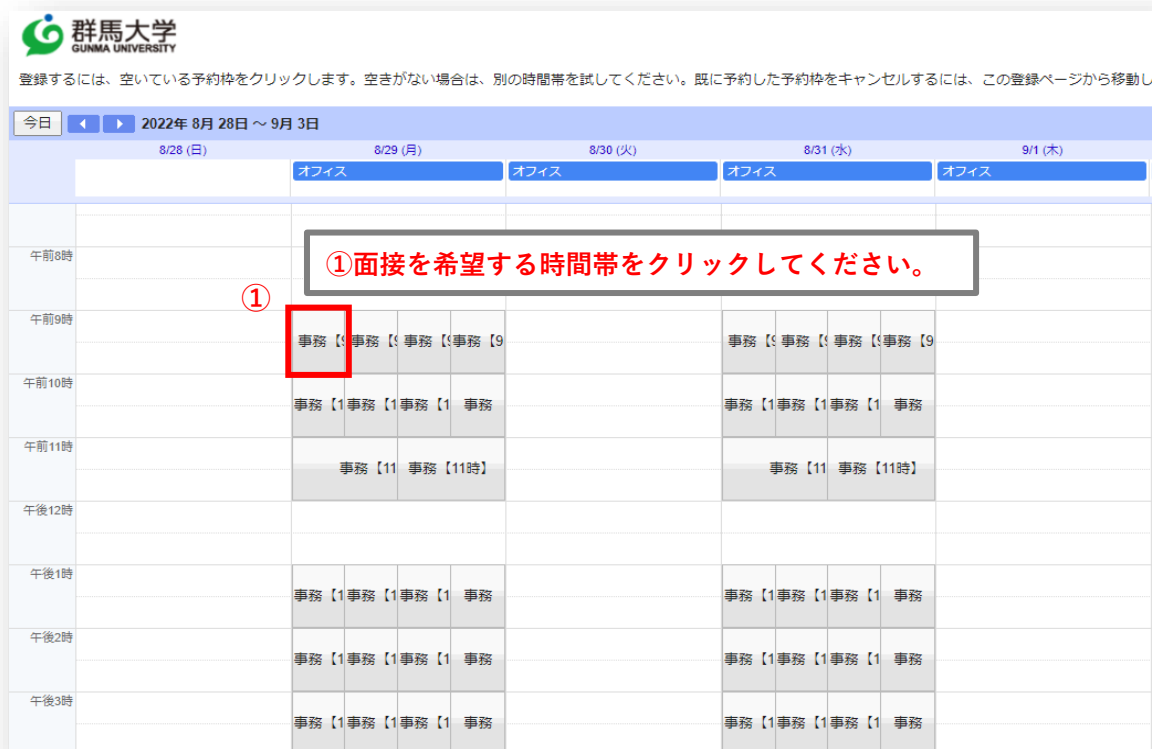 群馬大学
GUNMA UNIVERSITY
登録するには、空いている予約枠をクリックします。空きがない場合は、別の時間帯を試してください。既に予約した予約枠をキャンセルするには、この登録ページから移動し
今日 2022年 8月 28日 ～ 9月 3日
8/28 (日) 8/29 (月) 8/30 (火) 8/31 (水) 9/1 (木)
オフィス オフィス オフィス オフィス
午前8時
①面接を希望する時間帯をクリックしてください。
①
午前9時
事務【9 事務【9 事務【9 事務【9 事務【9 事務【9 事務【9 事務【9
午前10時
事務【1 事務【1 事務【1 事務 事務【1 事務【1 事務【1 事務
午前11時
事務【11 事務【11時】 事務【11 事務【11時】
午後12時
午後1時
事務【1 事務【1 事務【1 事務 事務【1 事務【1 事務【1 事務
午後2時
事務【1 事務【1 事務【1 事務 事務【1 事務【1 事務【1 事務
午後3時
事務【1 事務【1 事務【1 事務 事務【1 事務【1 事務【1 事務